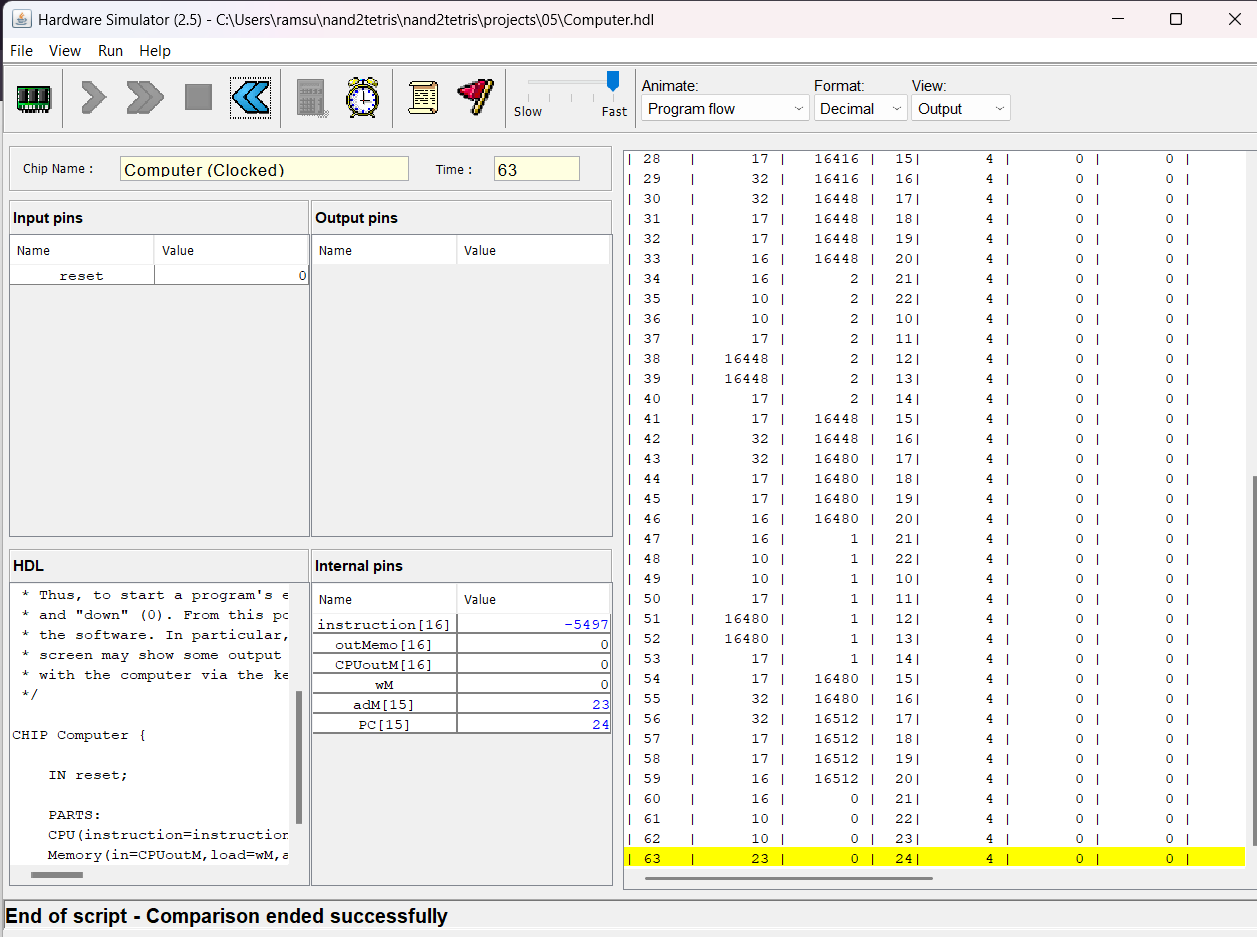 Hardware Simulator (2.5) - C:\Users\ramsu\nand2tetris\nand2tetris\projects\05\Computer.hdl
File View Run Help
Slow Fast
Animate: Format: View:
Program flow Decimal Output
Chip Name : Computer (Clocked) Time : 63
Input pins
Name Value
reset 0
Output pins
Name Value
HDL
* Thus, to start a program's e
* and "down" (0). From this po
* the software. In particular,
* screen may show some output
* with the computer via the ke
*/
CHIP Computer {
IN reset;
PARTS:
CPU(instruction=instruction
Memory(in=CPUoutM,load=wM,a
Internal pins
Name Value
instruction[16] -5497
outMemo[16] 0
CPUoutM[16] 0
wM 0
adM[15] 23
PC[15] 24
| 28 | 17 | 16416 | 15| 4 | 0 | 0 |
| 29 | 32 | 16416 | 16| 4 | 0 | 0 |
| 30 | 32 | 16448 | 17| 4 | 0 | 0 |
| 31 | 17 | 16448 | 18| 4 | 0 | 0 |
| 32 | 17 | 16448 | 19| 4 | 0 | 0 |
| 33 | 16 | 16448 | 20| 4 | 0 | 0 |
| 34 | 16 | 2 | 21| 4 | 0 | 0 |
| 35 | 10 | 2 | 22| 4 | 0 | 0 |
| 36 | 10 | 2 | 10| 4 | 0 | 0 |
| 37 | 17 | 2 | 11| 4 | 0 | 0 |
| 38 | 16448 | 2 | 12| 4 | 0 | 0 |
| 39 | 16448 | 2 | 13| 4 | 0 | 0 |
| 40 | 17 | 2 | 14| 4 | 0 | 0 |
| 41 | 17 | 16448 | 15| 4 | 0 | 0 |
| 42 | 32 | 16448 | 16| 4 | 0 | 0 |
| 43 | 32 | 16480 | 17| 4 | 0 | 0 |
| 44 | 17 | 16480 | 18| 4 | 0 | 0 |
| 45 | 17 | 16480 | 19| 4 | 0 | 0 |
| 46 | 16 | 16480 | 20| 4 | 0 | 0 |
| 47 | 16 | 1 | 21| 4 | 0 | 0 |
| 48 | 10 | 1 | 22| 4 | 0 | 0 |
| 49 | 10 | 1 | 10| 4 | 0 | 0 |
| 50 | 17 | 1 | 11| 4 | 0 | 0 |
| 51 | 16480 | 1 | 12| 4 | 0 | 0 |
| 52 | 16480 | 1 | 13| 4 | 0 | 0 |
| 53 | 17 | 1 | 14| 4 | 0 | 0 |
| 54 | 17 | 16480 | 15| 4 | 0 | 0 |
| 55 | 32 | 16480 | 16| 4 | 0 | 0 |
| 56 | 32 | 16512 | 17| 4 | 0 | 0 |
| 57 | 17 | 16512 | 18| 4 | 0 | 0 |
| 58 | 17 | 16512 | 19| 4 | 0 | 0 |
| 59 | 16 | 16512 | 20| 4 | 0 | 0 |
| 60 | 16 | 0 | 21| 4 | 0 | 0 |
| 61 | 10 | 0 | 22| 4 | 0 | 0 |
| 62 | 10 | 0 | 23| 4 | 0 | 0 |
| 63 | 23 | 0 | 24| 4 | 0 | 0 |
End of script - Comparison ended successfully